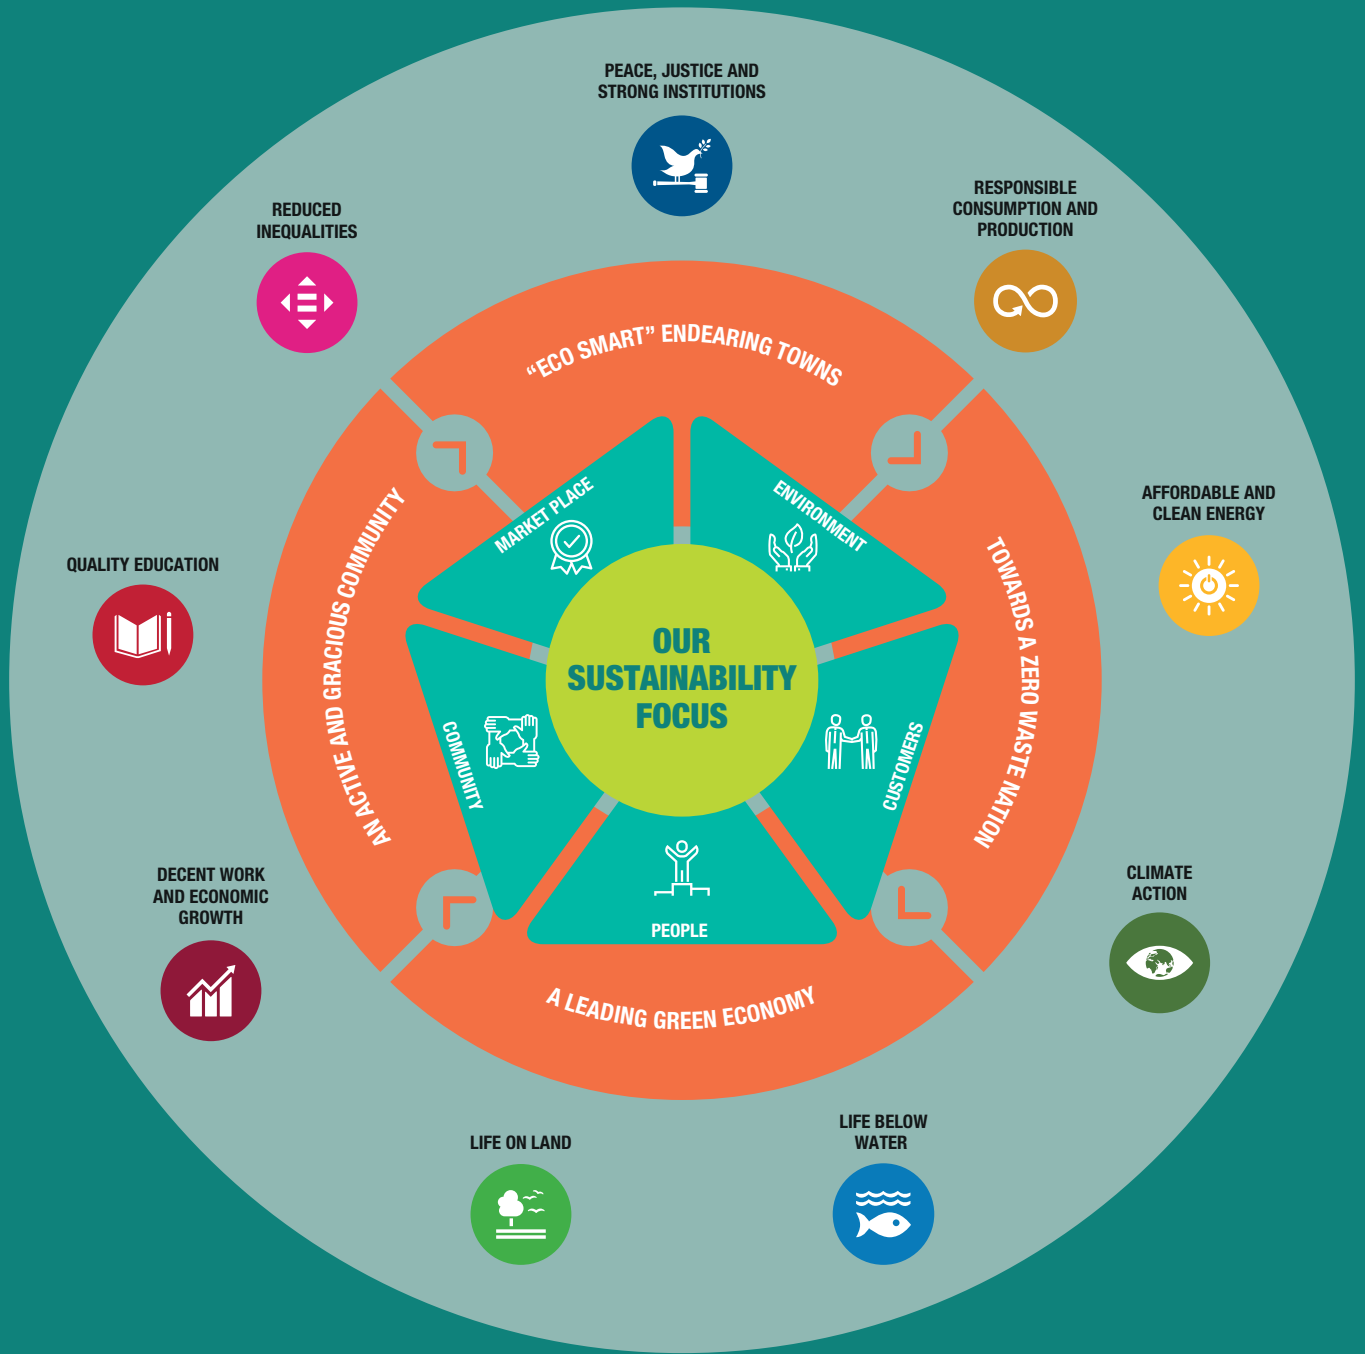 PEACE, JUSTICE AND
STRONG INSTITUTIONS
RESPONSIBLE
CONSUMPTION AND
PRODUCTION
REDUCED
INEQUALITIES
“ECO SMART” ENDEARING TOWNS
MARKET PLACE
ENVIRONMENT
AFFORDABLE AND
CLEAN ENERGY
QUALITY EDUCATION
AN ACTIVE AND GRACIOUS COMMUNITY
TOWARDS A ZERO WASTE NATION
OUR
SUSTAINABILITY
FOCUS
COMMUNITY
CUSTOMERS
PEOPLE
DECENT WORK
AND ECONOMIC
GROWTH
CLIMATE
ACTION
A LEADING GREEN ECONOMY
LIFE ON LAND
LIFE BELOW
WATER